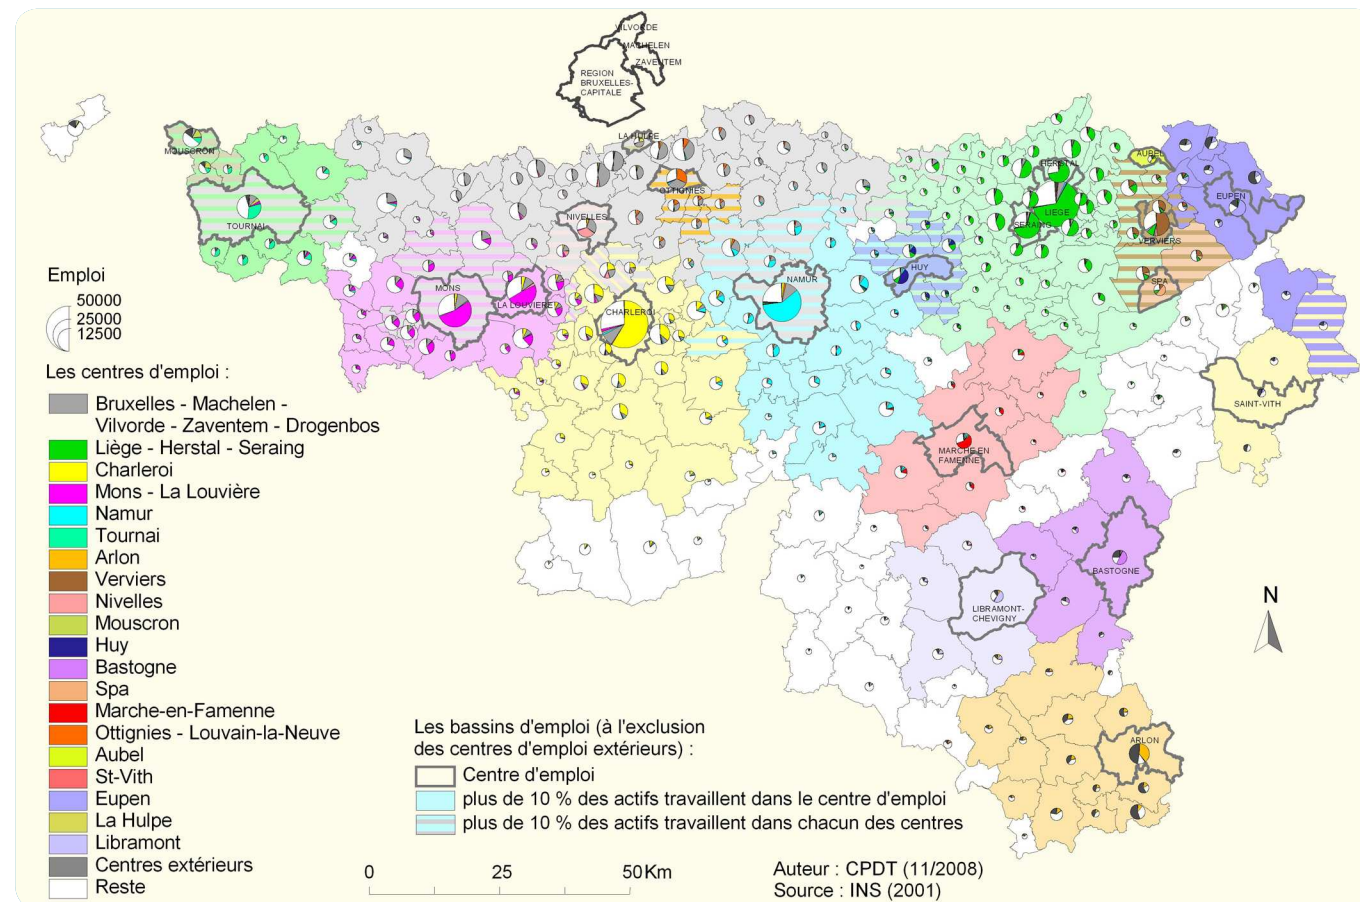 VILVORDE
MACHELEN
ZAVENTEM
REGION
BRUXELLES-
CAPITALE
LA HULPE
MOUSCRON
HERSTAL
AUBEL
OTTIGNIES
EUPEN
TOURNAI
NIVELLES
LIEGE
SERAING
VERVIERS
HUY
SPA
NAMUR
MONS
LA LOUVIERE
CHARLEROI
SAINT-VITH
MARCHE EN
FAMENNE
BASTOGNE
LIBRAMONT-
CHEVIGNY
ARLON
N
Emploi
50000
25000
12500
Les centres d'emploi :
Bruxelles - Machelen -
Vilvorde - Zaventem - Drogenbos
Liège - Herstal - Seraing
Charleroi
Mons - La Louvière
Namur
Tournai
Arlon
Verviers
Nivelles
Mouscron
Huy
Bastogne
Spa
Marche-en-Famenne
Ottignies - Louvain-la-Neuve
Aubel
St-Vith
Eupen
La Hulpe
Libramont
Centres extérieurs
Reste
Les bassins d'emploi (à l'exclusion
des centres d'emploi extérieurs) :
Centre d'emploi
plus de 10 % des actifs travaillent dans le centre d'emploi
plus de 10 % des actifs travaillent dans chacun des centres
0 25 50 Km
Auteur : CPDT (11/2008)
Source : INS (2001)